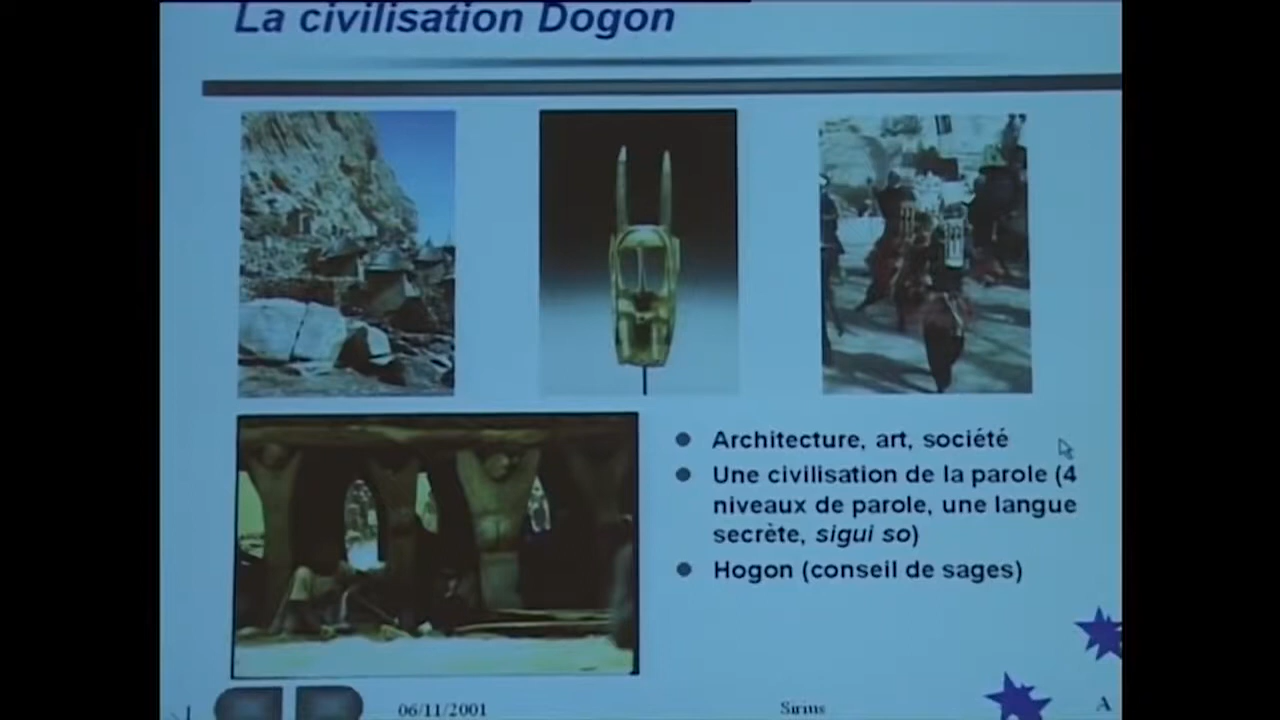 La civilisation Dogon
Architecture, art, société
Une civilisation de la parole (4
niveaux de parole, une langue
secrète, sigui so)
Hogon (conseil de sages)
06/11/2001
Sirius
A